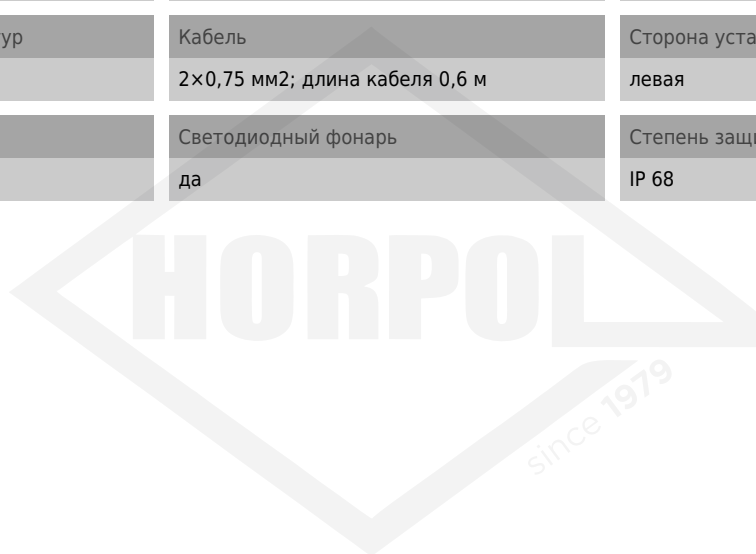 ур
Кабель
Сторона уста
2×0,75 мм2; длина кабеля 0,6 м
левая
Светодиодный фонарь
Степень защи
да
IP 68
HORPOL
since 1979